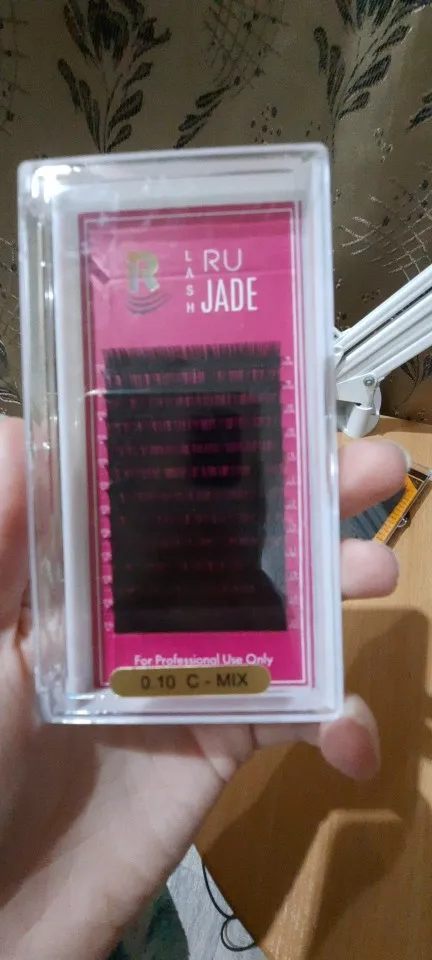 R
LASH
RU
JADE
For Professional Use Only
0.10 C - MIX